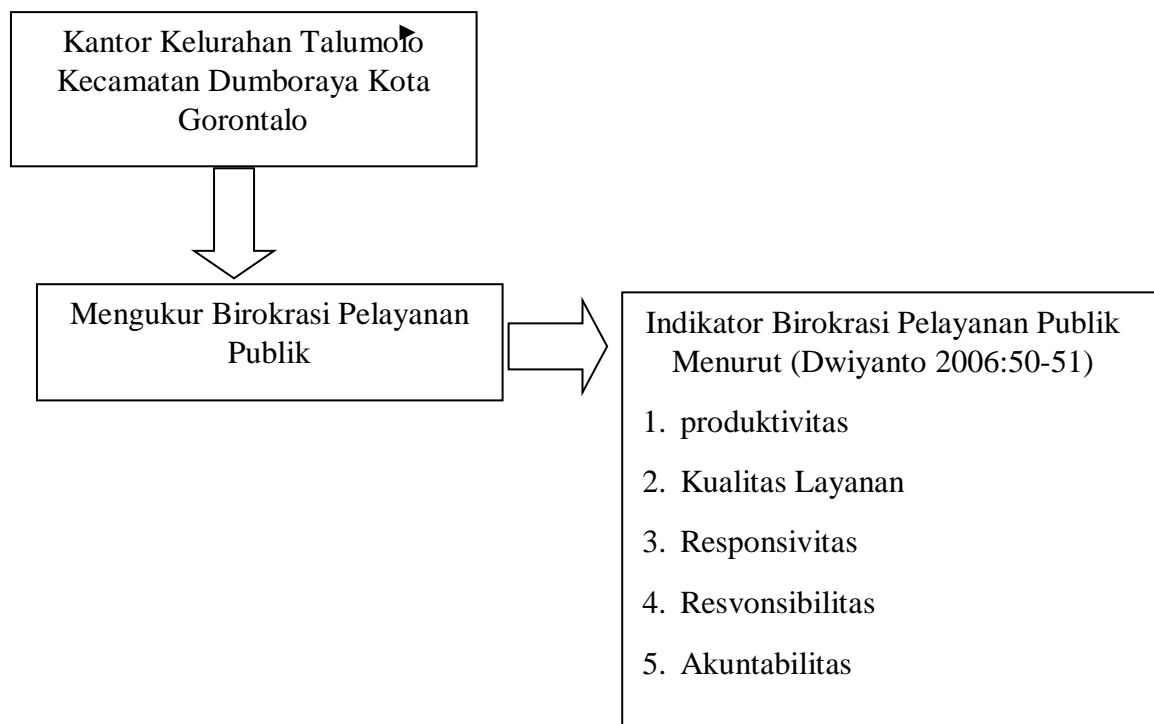 Kantor Kelurahan Talumolo
Kecamatan Dumboraya Kota
Gorontalo
Mengukur Birokrasi Pelayanan
Publik
Indikator Birokrasi Pelayanan Publik
Menurut (Dwiyanto 2006:50-51)
1. produktivitas
2. Kualitas Layanan
3. Responsivitas
4. Resvonsibilitas
5. Akuntabilitas